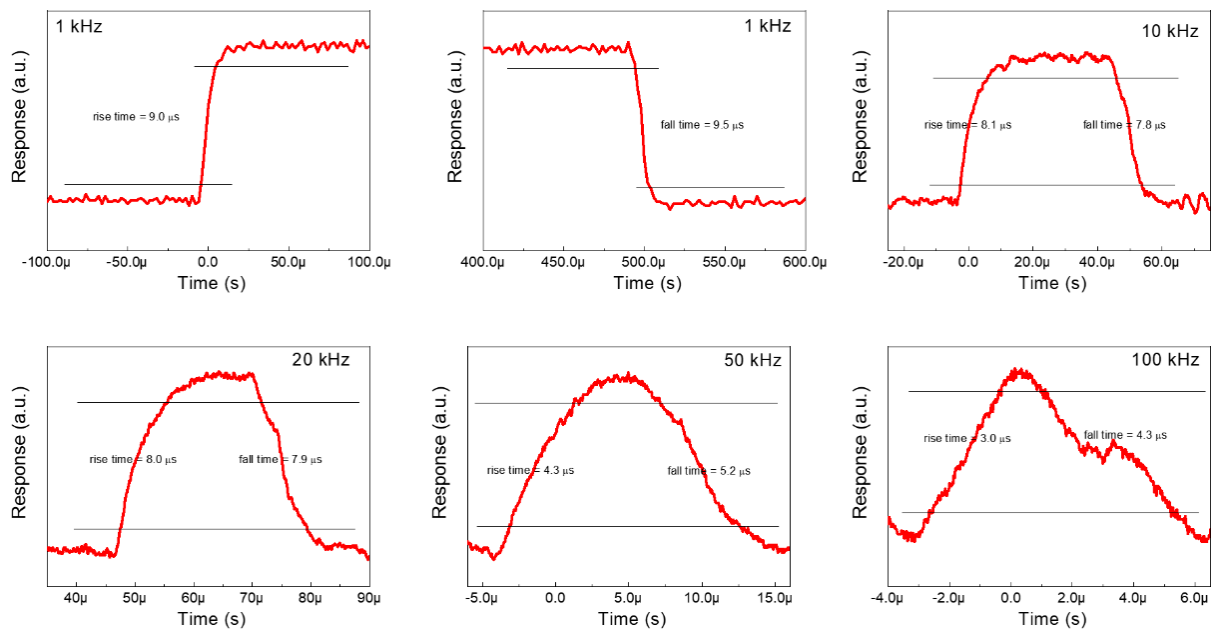 1 kHz
Response (a.u.)
rise time = 9.0 μs
-100.0μ -50.0μ 0.0 50.0μ 100.0μ
Time (s)
1 kHz
Response (a.u.)
fall time = 9.5 μs
400.0μ 450.0μ 500.0μ 550.0μ 600.0μ
Time (s)
10 kHz
Response (a.u.)
rise time = 8.1 μs fall time = 7.8 μs
-20.0μ 0.0 20.0μ 40.0μ 60.0μ
Time (s)
20 kHz
Response (a.u.)
rise time = 8.0 μs fall time = 7.9 μs
40μ 50μ 60μ 70μ 80μ 90μ
Time (s)
50 kHz
Response (a.u.)
rise time = 4.3 μs fall time = 5.2 μs
-5.0μ 0.0 5.0μ 10.0μ 15.0μ
Time (s)
100 kHz
Response (a.u.)
rise time = 3.0 μs fall time = 4.3 μs
-4.0μ -2.0μ 0.0 2.0μ 4.0μ 6.0μ
Time (s)